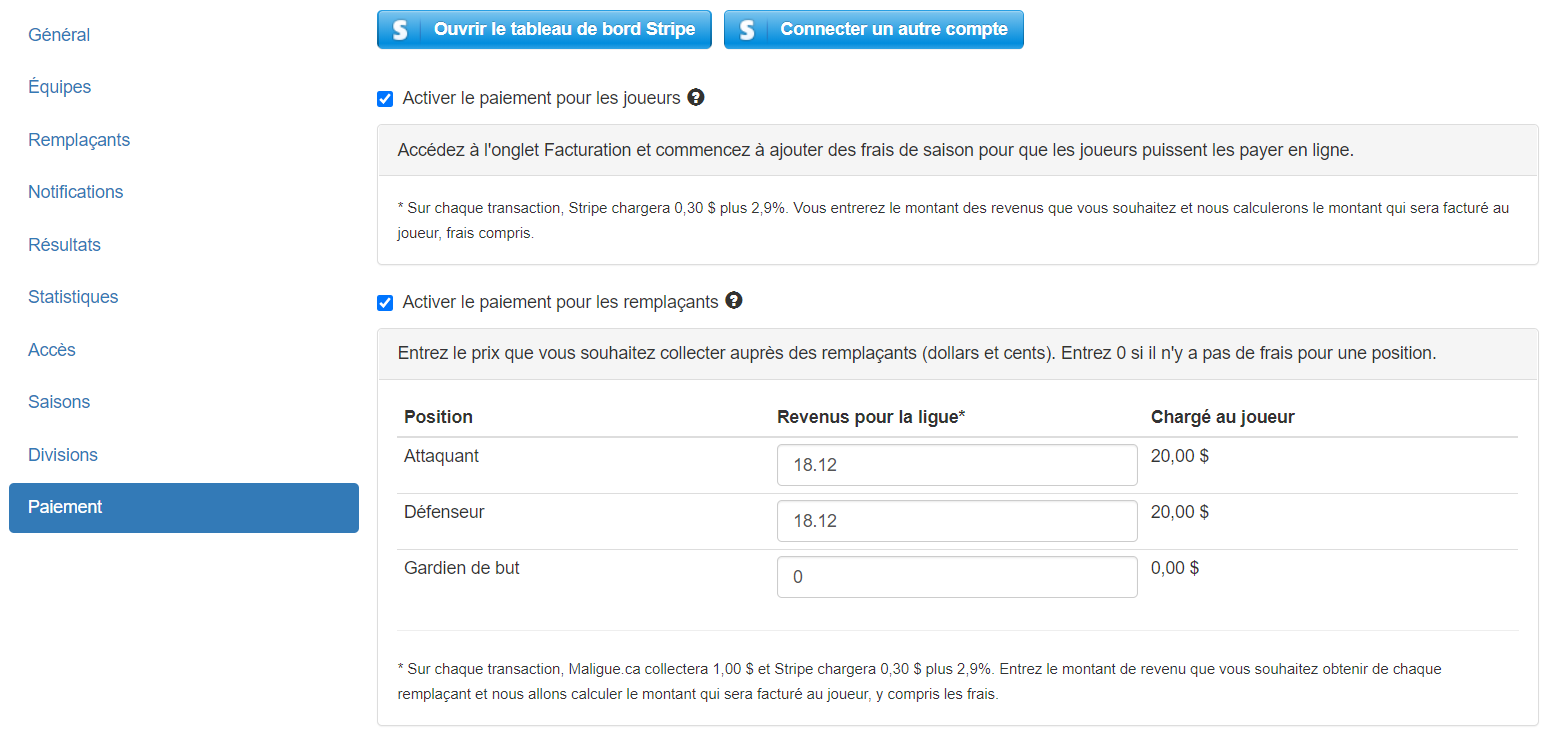 Général
Équipes
Remplaçants
Notifications
Résultats
Statistiques
Accès
Saisons
Divisions
Paiement
S Ouvrir le tableau de bord Stripe
S Connecter un autre compte
Activer le paiement pour les joueurs ?
Accédez à l'onglet Facturation et commencez à ajouter des frais de saison pour que les joueurs puissent les payer en ligne.
* Sur chaque transaction, Stripe chargera 0,30 $ plus 2,9%. Vous entrerez le montant des revenus que vous souhaitez et nous calculerons le montant qui sera facturé au
joueur, frais compris.
Activer le paiement pour les remplaçants ?
Entrez le prix que vous souhaitez collecter auprès des remplaçants (dollars et cents). Entrez 0 si il n'y a pas de frais pour une position.
Position Revenus pour la ligue* Chargé au joueur
Attaquant 18.12 20,00 $
Défenseur 18.12 20,00 $
Gardien de but 0 0,00 $
* Sur chaque transaction, Maligue.ca collectera 1,00 $ et Stripe chargera 0,30 $ plus 2,9%. Entrez le montant de revenu que vous souhaitez obtenir de chaque
remplaçant et nous allons calculer le montant qui sera facturé au joueur, y compris les frais.